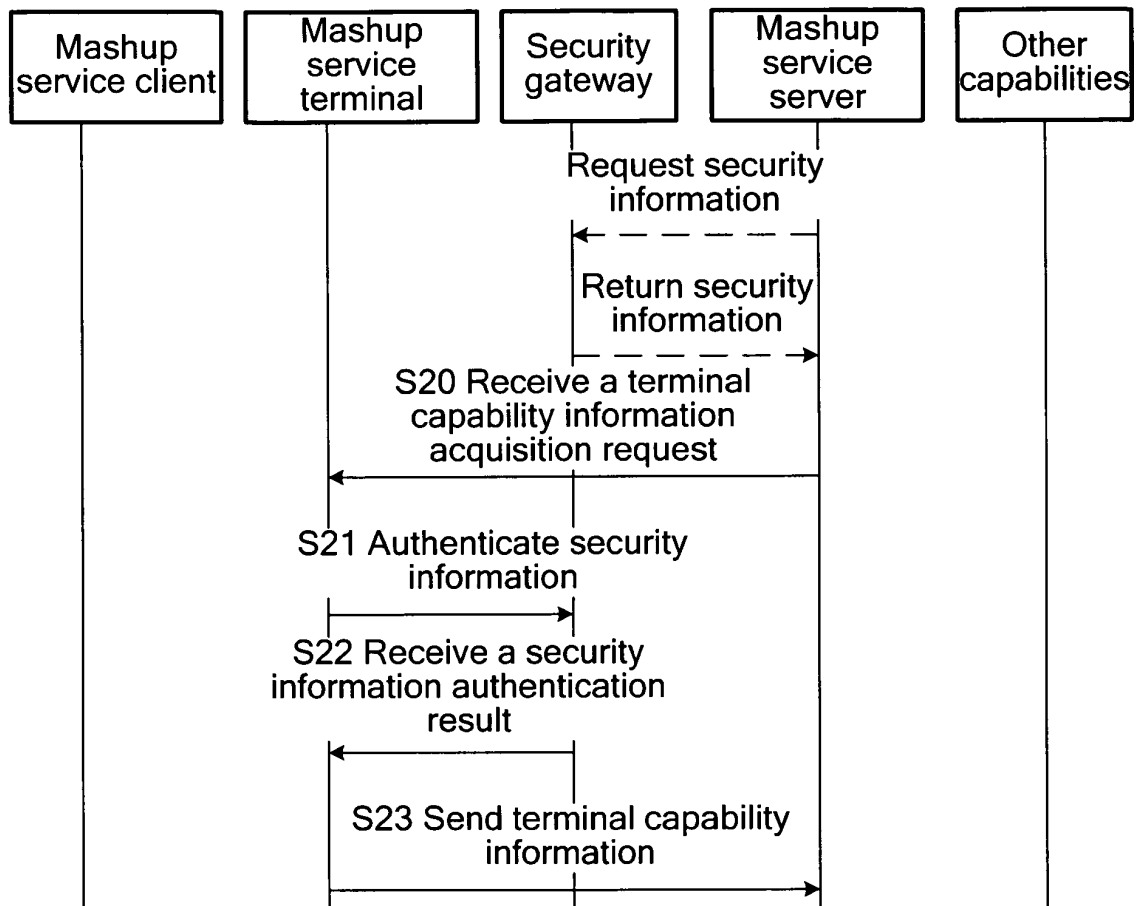 Mashup
service client
Mashup
service
terminal
Security
gateway
Mashup
service
server
Other
capabilities
Request security
information
Return security
information
S20 Receive a terminal
capability information
acquisition request
S21 Authenticate security
information
S22 Receive a security
information authentication
result
S23 Send terminal capability
information